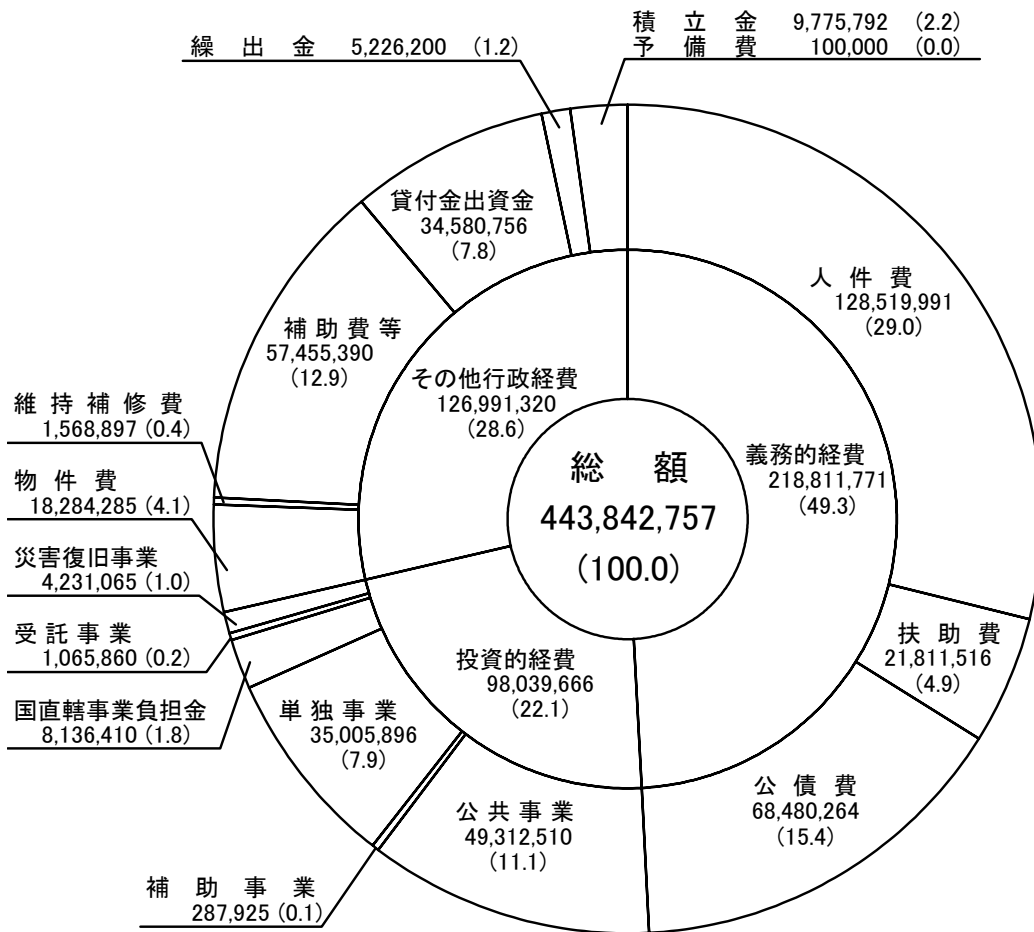 積立金 9,775,792 (2.2)
予備費 100,000 (0.0)
繰出金 5,226,200 (1.2)
貸付金出資金
34,580,756
(7.8)
人件費
128,519,991
(29.0)
補助費等
57,455,390
(12.9)
その他行政経費
126,991,320
(28.6)
維持補修費
1,568,897 (0.4)
物件費
18,284,285 (4.1)
総額
443,842,757
(100.0)
義務的経費
218,811,771
(49.3)
災害復旧事業
4,231,065 (1.0)
受託事業
1,065,860 (0.2)
国直轄事業負担金
8,136,410 (1.8)
投資的経費
98,039,666
(22.1)
扶助費
21,811,516
(4.9)
単独事業
35,005,896
(7.9)
公債費
68,480,264
(15.4)
公共事業
49,312,510
(11.1)
補助事業
287,925 (0.1)